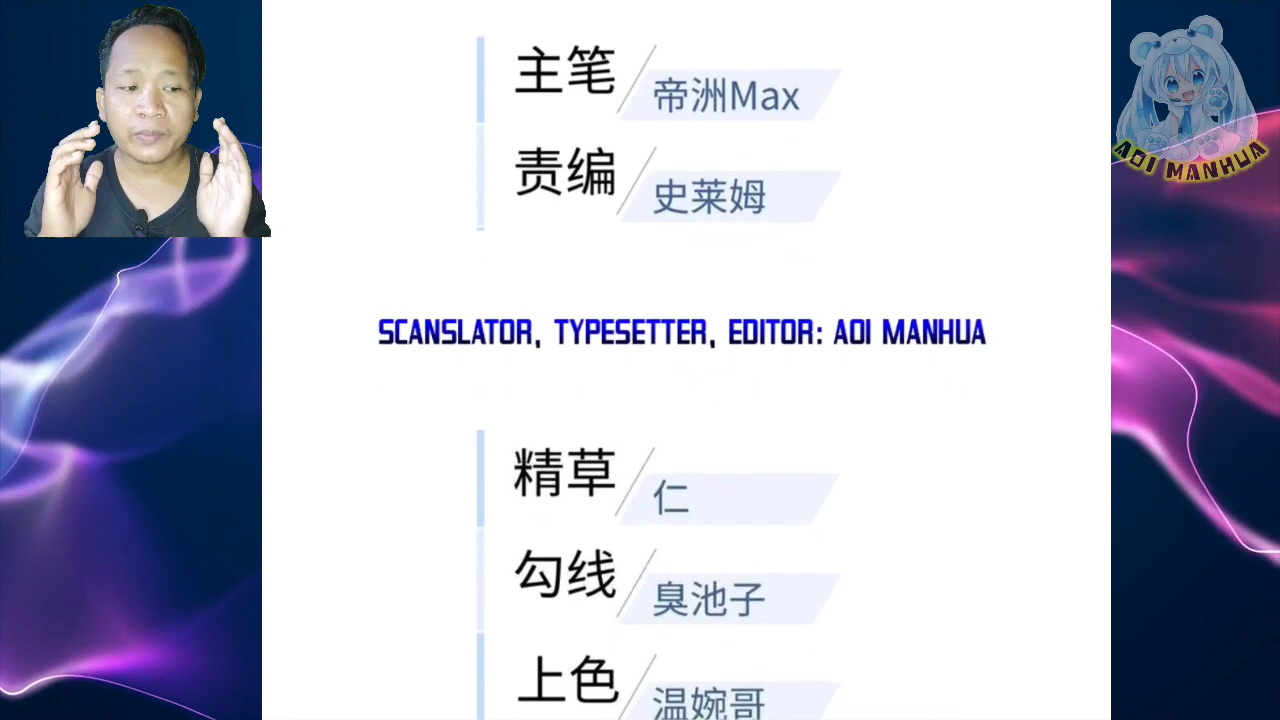 主笔
帝洲Max
责编
史莱姆
AOI MANHUA
SCANSLATOR, TYPESETTER, EDITOR: AOI MANHUA
精草
仁
勾线
臭池子
上色
温婉哥